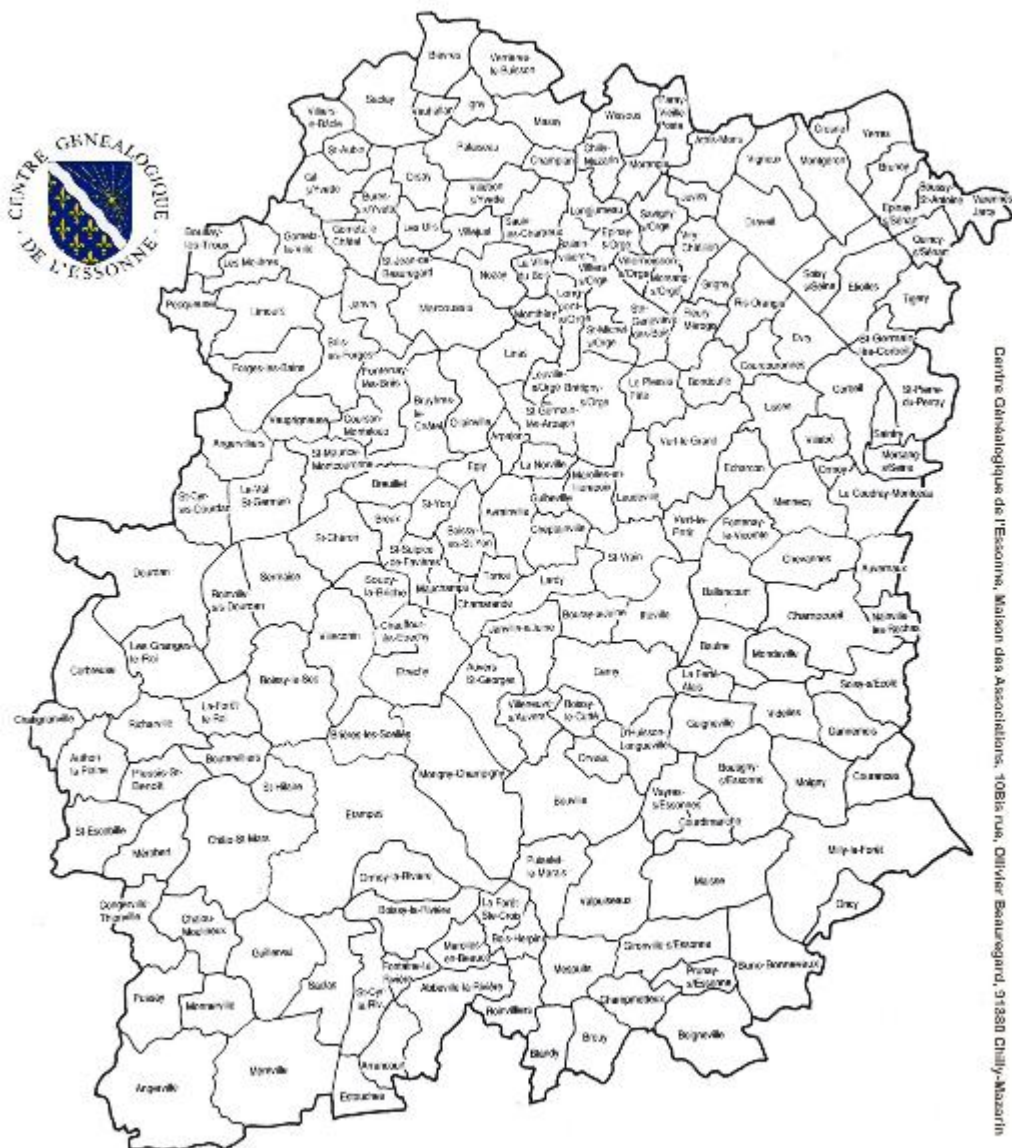 CENTRE GENEALOGIQUE
DE L'ESSONNE
Bièvres
Verrières-
le-Buisson
Saclay
Vauhallan
Igny
Villiers-
le-Bâcle
Massy
Wissous
Paray-
Vieille
Poste
St-Aubin
Palaiseau
Champlan
Chilly-
Mazarin
Morangis
Athis-Mons
Vigneux
Montgeron
Crosne
Yerres
Brunoy
Boussy-
St-Antoine
Varennes
Jarcy
Epinay
s/Sénart
Quincy-
s/Sénart
Gif
s/Yvette
Bures
s/Yvette
Orsay
Villebon
s/Yvette
Saulx
les-Chartreux
Longjumeau
Savigny
s/Orge
Juvisy
Draveil
Viry-
Châtillon
Epinay
s/Orge
Les Ulis
Villejust
Gometz le
Châtel
Gometz-
la-Ville
Boullay-
les-Troux
Les Molières
St-Jean-de
Beauregard
Nozay
La Ville
du Bois
Villiers
s/Orge
Villemoisson
s/Orge
Morsang
s/Orge
Grigny
Ris-Orangis
Soisy
s/Seine
Etiolles
Tigery
Pecqueuse
Limours
Janvry
Marcoussis
Montlhéry
Long-
pont-
s/Orge
St-Michel
s/Orge
Ste-
Geneviève
des-Bois
Fleury
Mérogis
Evry
St-Germain
lès-Corbeil
Briis
s/s-Forges
Forges-les-Bains
Fontenay
lès-Briis
Linas
Leuville
s/Orge
Brétigny
s/Orge
Le Plessis
Pâté
Bondoufle
Courcouronnes
Corbeil
St-Pierre-
du-Perray
Vaugrigneuse
Courson-
Monteloup
Bruyères-
le-Châtel
Ollainville
Arpajon
St-Germain
lès-Arpajon
Vert-le-Grand
Lisses
Villabé
Saintry
Morsang-
s/Seine
Angervilliers
St-Maurice-
Montcouronne
Egly
La Norville
Marolles-en
Hurepoix
Leudeville
Echarcon
Ormoy
Le Coudray-Montceaux
St-Cyr
s/s-Dourdan
Le-Val
St-Germain
Breuillet
Breux
St-Yon
Avrainville
Guibeville
Cheptainville
Vert-le-
Petit
Fontenay-
le-Vicomte
Mennecy
Chevannes
Auvernaux
St-Chéron
St-Sulpice
de-Favières
Boissy
s/s-St-Yon
St-Vrain
Dourdan
Roinville
s/s Dourdan
Sermaise
Souzy-
la-Briche
Mauchamps
Torfou
Lardy
Chamarande
Ballancourt
Champcueil
Nainville
les-Roches
Villeconin
Chauffour-
lès-Etréchy
Janville-s/Juine
Bouray-s/Juine
Itteville
Baulne
Mondeville
Corbreuse
Les Granges-
le-Roi
Boissy-le-Sec
Etréchy
Auvers
St-Georges
Cerny
La Ferté-
Alais
Soisy-s/Ecole
Chatignonville
Richarville
La-Forêt
le-Roi
Villeneuve
s/Auvers
Boissy-
le-Cutté
D'Huison-
Longueville
Guigneville
Videlles
Dannemois
Authon
la Plaine
Plessis-St-
Benoît
Boutervilliers
Brières-les-Scellés
Orveau
Boutigny
s/Essonne
Moigny
Courances
St-Hilaire
Morigny-Champigny
Bouville
Vayres
s/Essonnes
Courdimanche
St-Escobille
Mérobert
Chalo-St-Mars
Etampes
Puiselet-
le-Marais
Valpuiseaux
Maisse
Milly-la-Forêt
Oncy
Ormoy-la-Rivière
Congerville-
Thionville
Chalou-
Moulineux
Boissy-la-Rivière
La Forêt
Ste-Croix
Guillerval
Marolles-
en-Beauce
Bois-Herpin
Gironville-s/Essonne
Buno-Bonnevaux
Pussay
Monnerville
Saclas
St-Cyr
la-Riv.
Fontaine-la
Rivière
Abbéville-la-Rivière
Mespuits
Prunay
s/Essonne
Champmotteux
Roinvilliers
Boigneville
Angerville
Méréville
Arrancourt
Estouches
Blandy
Brouy
Centre Généalogique de l'Essonne, Maison des Associations, 10Bis rue, Ollivier Beauregard, 91380 Chilly-Mazarin